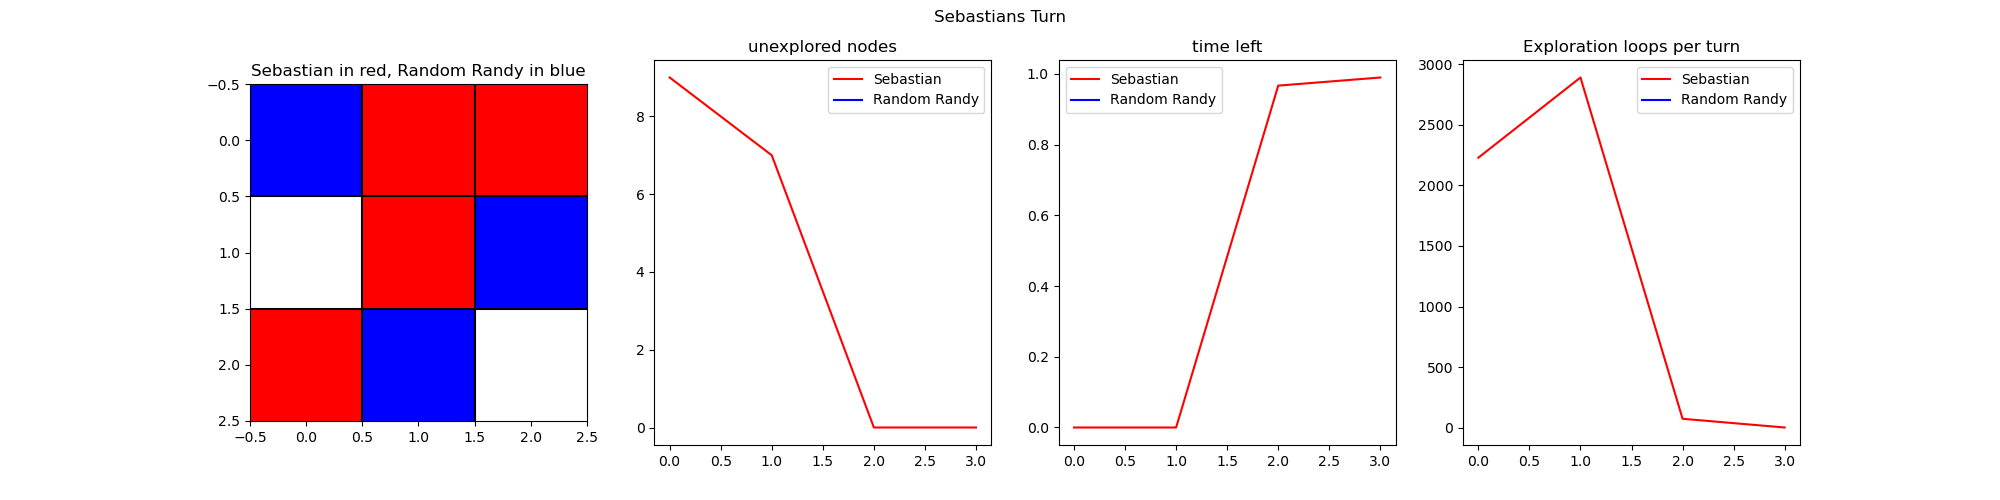 Sebastians Turn
Sebastian in red, Random Randy in blue
−0.5
0.0
0.5
1.0
1.5
2.0
2.5
−0.5 0.0 0.5 1.0 1.5 2.0 2.5
unexplored nodes
Sebastian
Random Randy
8
6
4
2
0
0.0 0.5 1.0 1.5 2.0 2.5 3.0
time left
Sebastian
Random Randy
1.0
0.8
0.6
0.4
0.2
0.0
0.0 0.5 1.0 1.5 2.0 2.5 3.0
Exploration loops per turn
Sebastian
Random Randy
3000
2500
2000
1500
1000
500
0
0.0 0.5 1.0 1.5 2.0 2.5 3.0